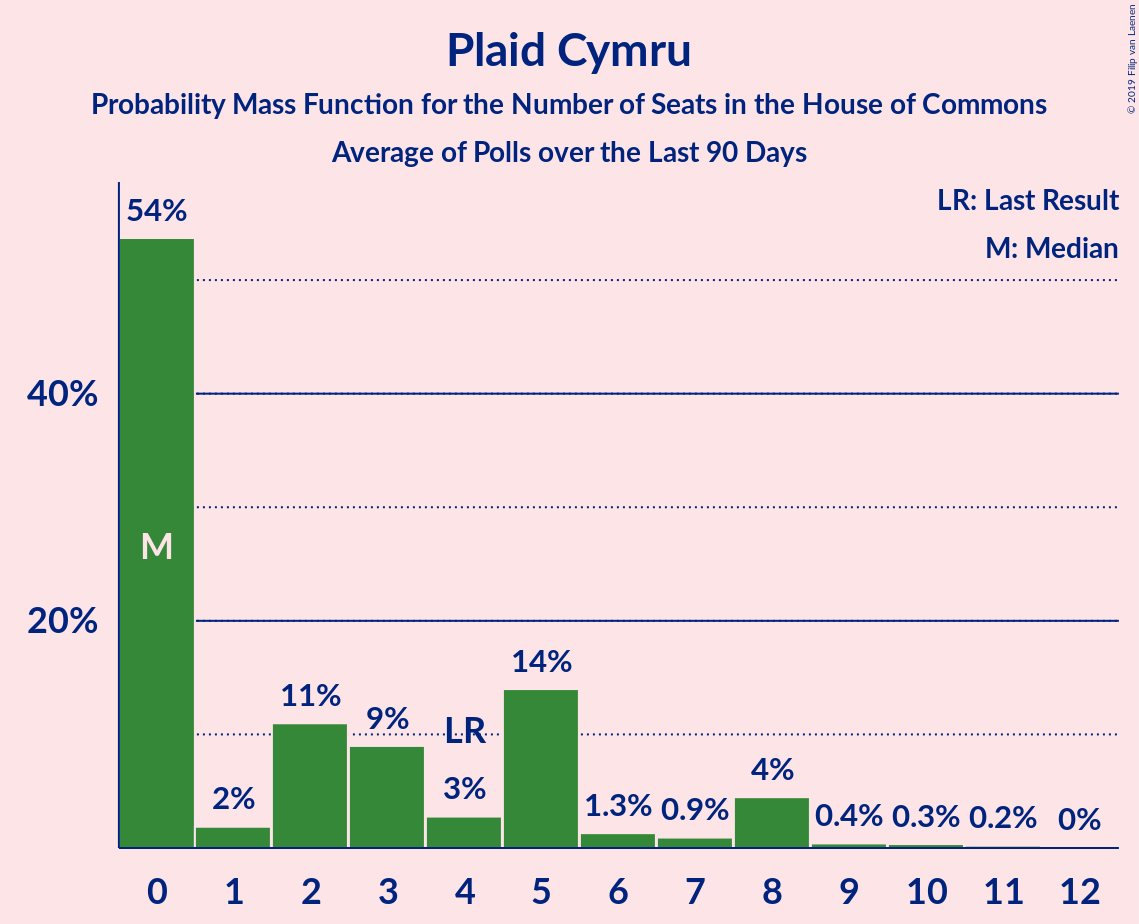 Plaid Cymru
Probability Mass Function for the Number of Seats in the House of Commons
Average of Polls over the Last 90 Days
© 2019 Filip van Laenen
LR: Last Result
M: Median
54%
40%
M
20%
14%
11%
9%
LR
4%
3%
2%
1.3%
0.9%
0.4%
0.3%
0.2%
0%
0 1 2 3 4 5 6 7 8 9 10 11 12